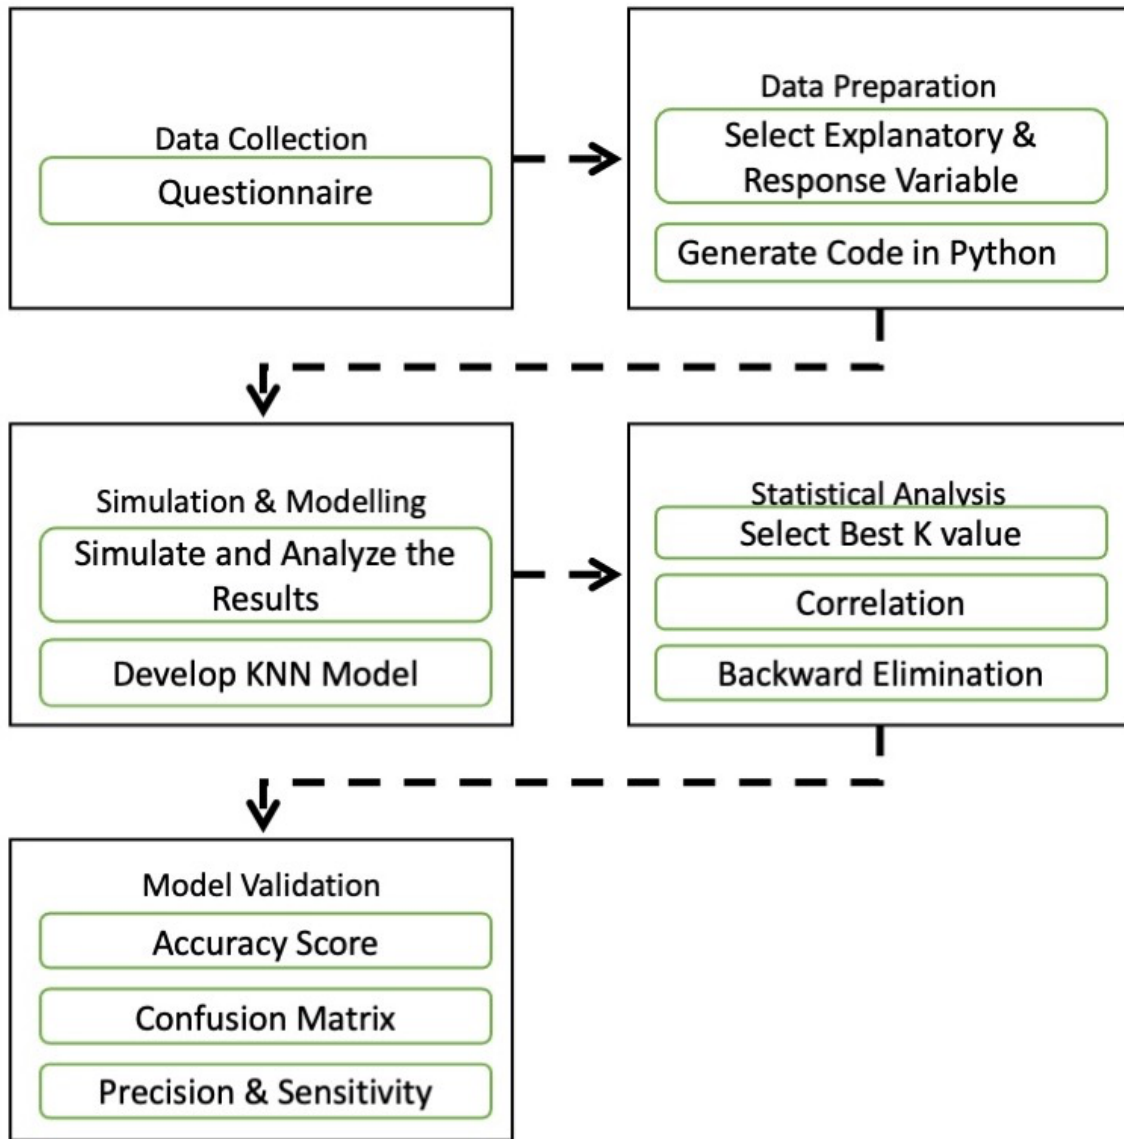 Data Collection
Questionnaire
Data Preparation
Select Explanatory &
Response Variable
Generate Code in Python
Simulation & Modelling
Simulate and Analyze the
Results
Develop KNN Model
Statistical Analysis
Select Best K value
Correlation
Backward Elimination
Model Validation
Accuracy Score
Confusion Matrix
Precision & Sensitivity